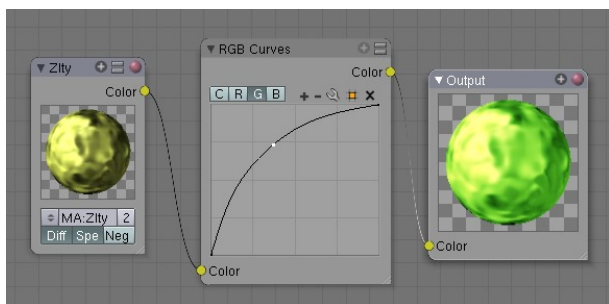 Zlty
Color
MA:Zlty 2
Diff Spe Neg
RGB Curves
Color
C R G B
Color
Output
Color